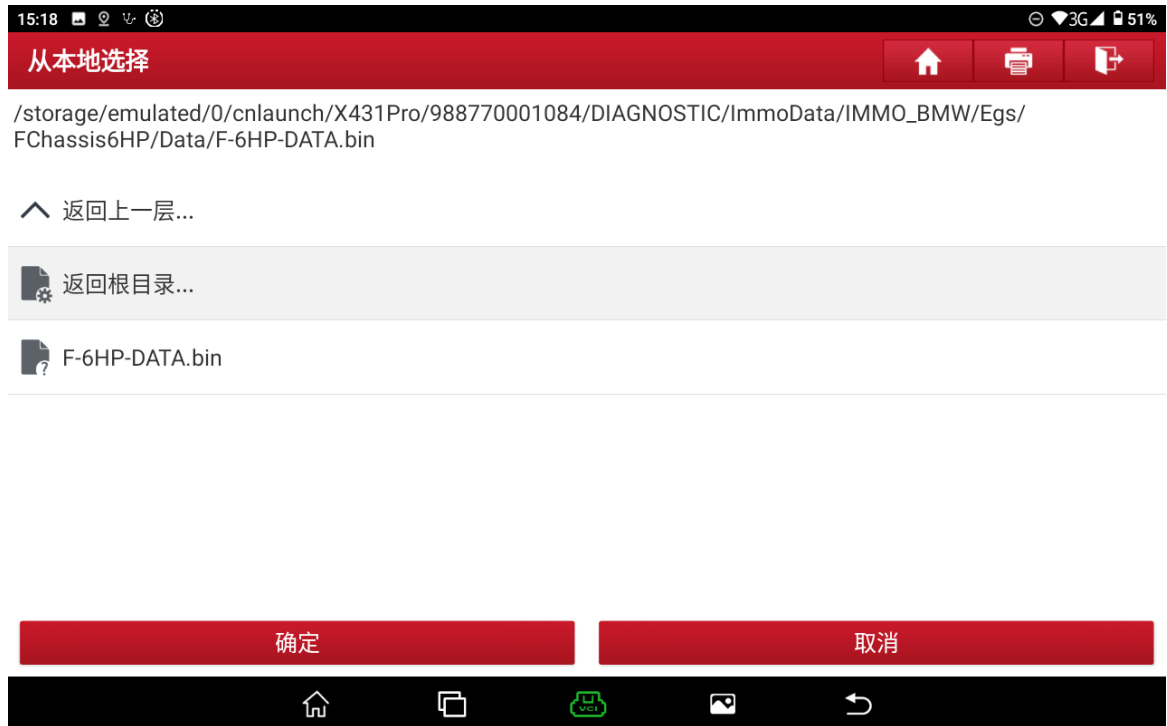 15:18
3G
51%
从本地选择
/storage/emulated/0/cnlaunch/X431Pro/988770001084/DIAGNOSTIC/ImmoData/IMMO_BMW/Egs/
FChassis6HP/Data/F-6HP-DATA.bin
返回上一层...
返回根目录...
?
F-6HP-DATA.bin
确定
取消
VCI